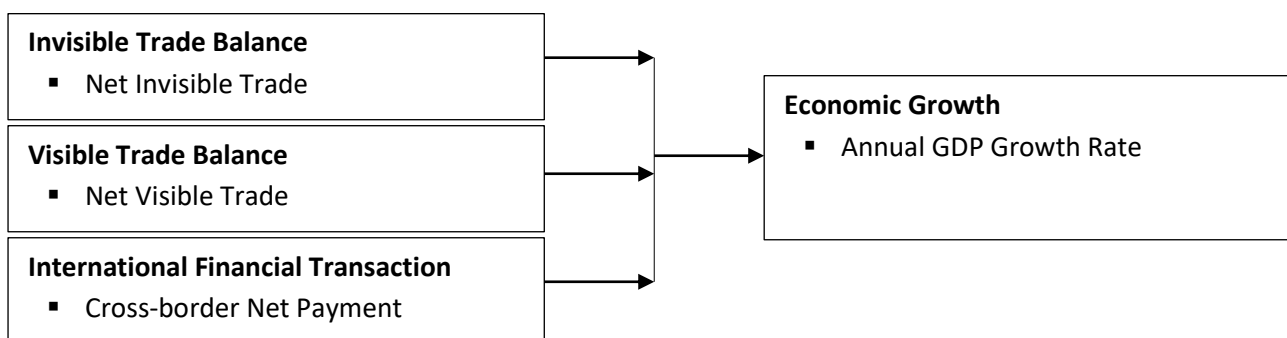 Invisible Trade Balance
▪ Net Invisible Trade
Visible Trade Balance
▪ Net Visible Trade
International Financial Transaction
▪ Cross-border Net Payment
Economic Growth
▪ Annual GDP Growth Rate